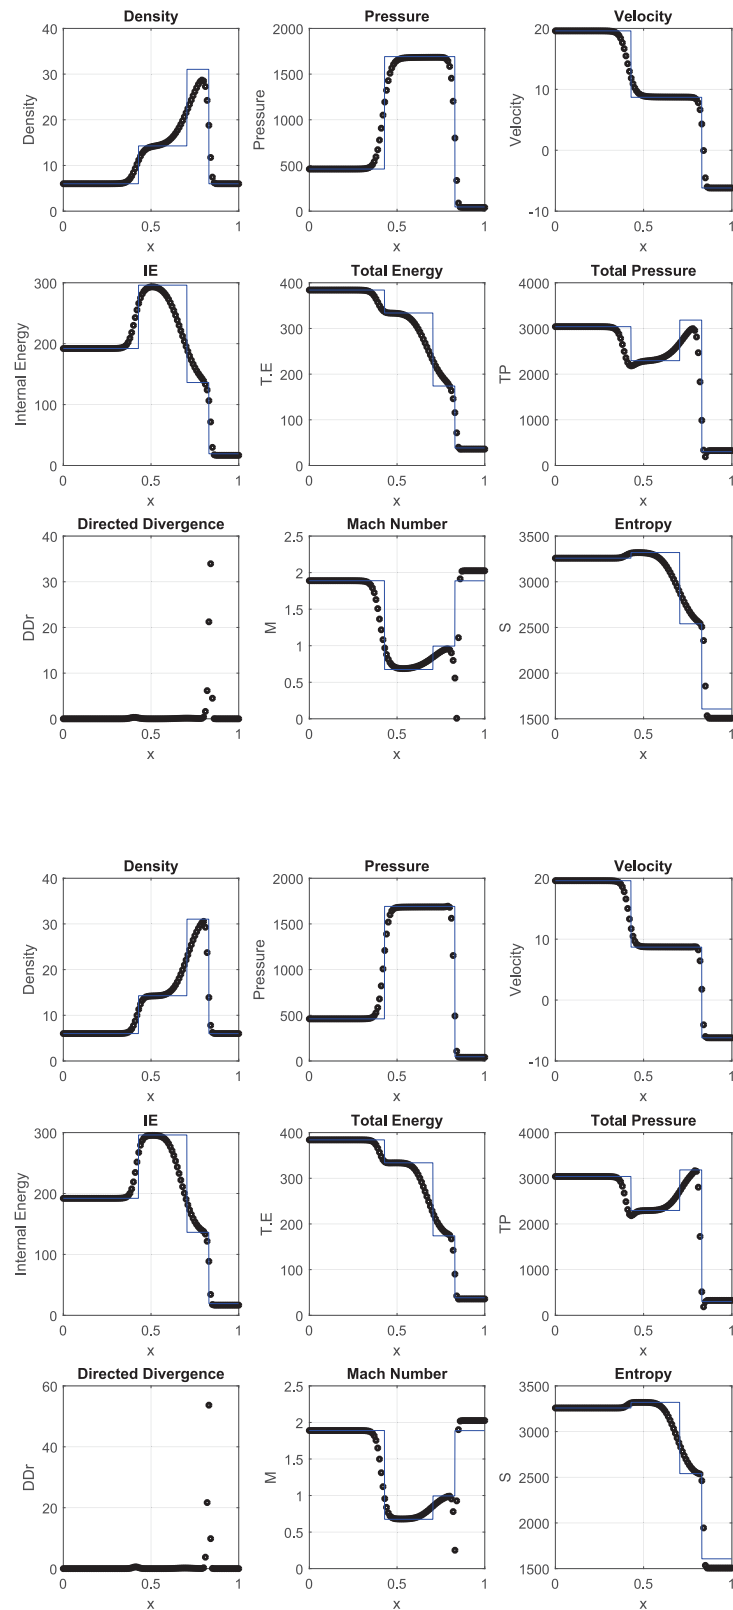 Density Pressure Velocity
40 2000 20
30 1500 10
20 1000 0
10 500 -10
0 0
Density Pressure Velocity
0 0.5 1 0 0.5 1 0 0.5 1
x x x
IE Total Energy Total Pressure
300 400 4000
200 300 3000
100 200 2000
0 100 1000
0 0
Internal Energy T.E TP
0 0.5 1 0 0.5 1 0 0.5 1
x x x
Directed Divergence Mach Number Entropy
40 2.5 3500
30 2 3000
20 1.5 2500
10 1 2000
0 0.5 1500
0
DDr M S
0 0.5 1 0 0.5 1 0 0.5 1
x x x
Density Pressure Velocity
40 2000 20
30 1500 10
20 1000 0
10 500 -10
0 0
Density Pressure Velocity
0 0.5 1 0 0.5 1 0 0.5 1
x x x
IE Total Energy Total Pressure
300 400 4000
200 300 3000
100 200 2000
0 100 1000
0 0
Internal Energy T.E TP
0 0.5 1 0 0.5 1 0 0.5 1
x x x
Directed Divergence Mach Number Entropy
60 2.5 3500
40 2 3000
20 1.5 2500
0 1 2000
0.5 1500
0
DDr M S
0 0.5 1 0 0.5 1 0 0.5 1
x x x